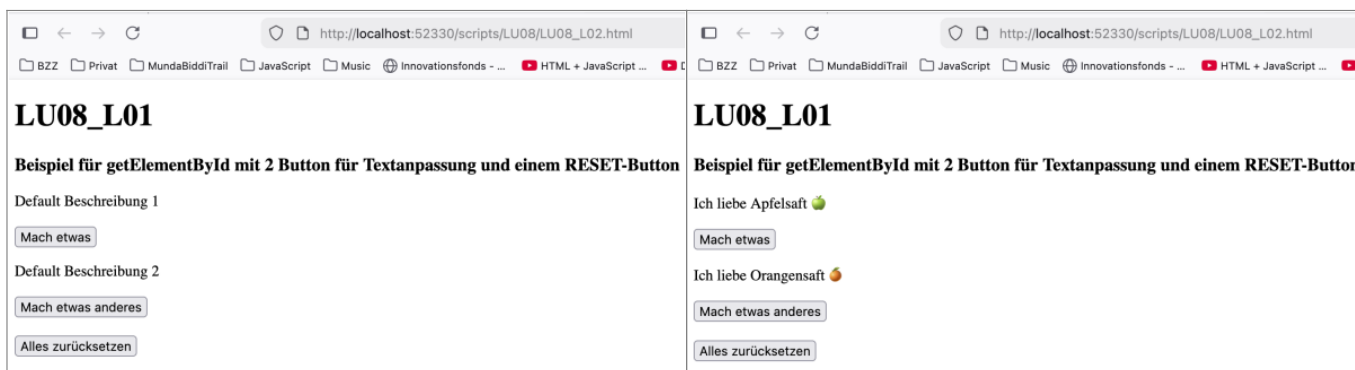 http://localhost:52330/scripts/LU08/LU08_L02.html
BZZ Privat MundaBiddiTrail JavaScript Music Innovationsfonds - ... HTML + JavaScript ...
LU08_L01
Beispiel für getElementById mit 2 Button für Textanpassung und einem RESET-Button
Default Beschreibung 1
Mach etwas
Default Beschreibung 2
Mach etwas anderes
Alles zurücksetzen
http://localhost:52330/scripts/LU08/LU08_L02.html
BZZ Privat MundaBiddiTrail JavaScript Music Innovationsfonds - ... HTML + JavaScript ...
LU08_L01
Beispiel für getElementById mit 2 Button für Textanpassung und einem RESET-Button
Ich liebe Apfelsaft 🍏
Mach etwas
Ich liebe Orangensaft 🍊
Mach etwas anderes
Alles zurücksetzen